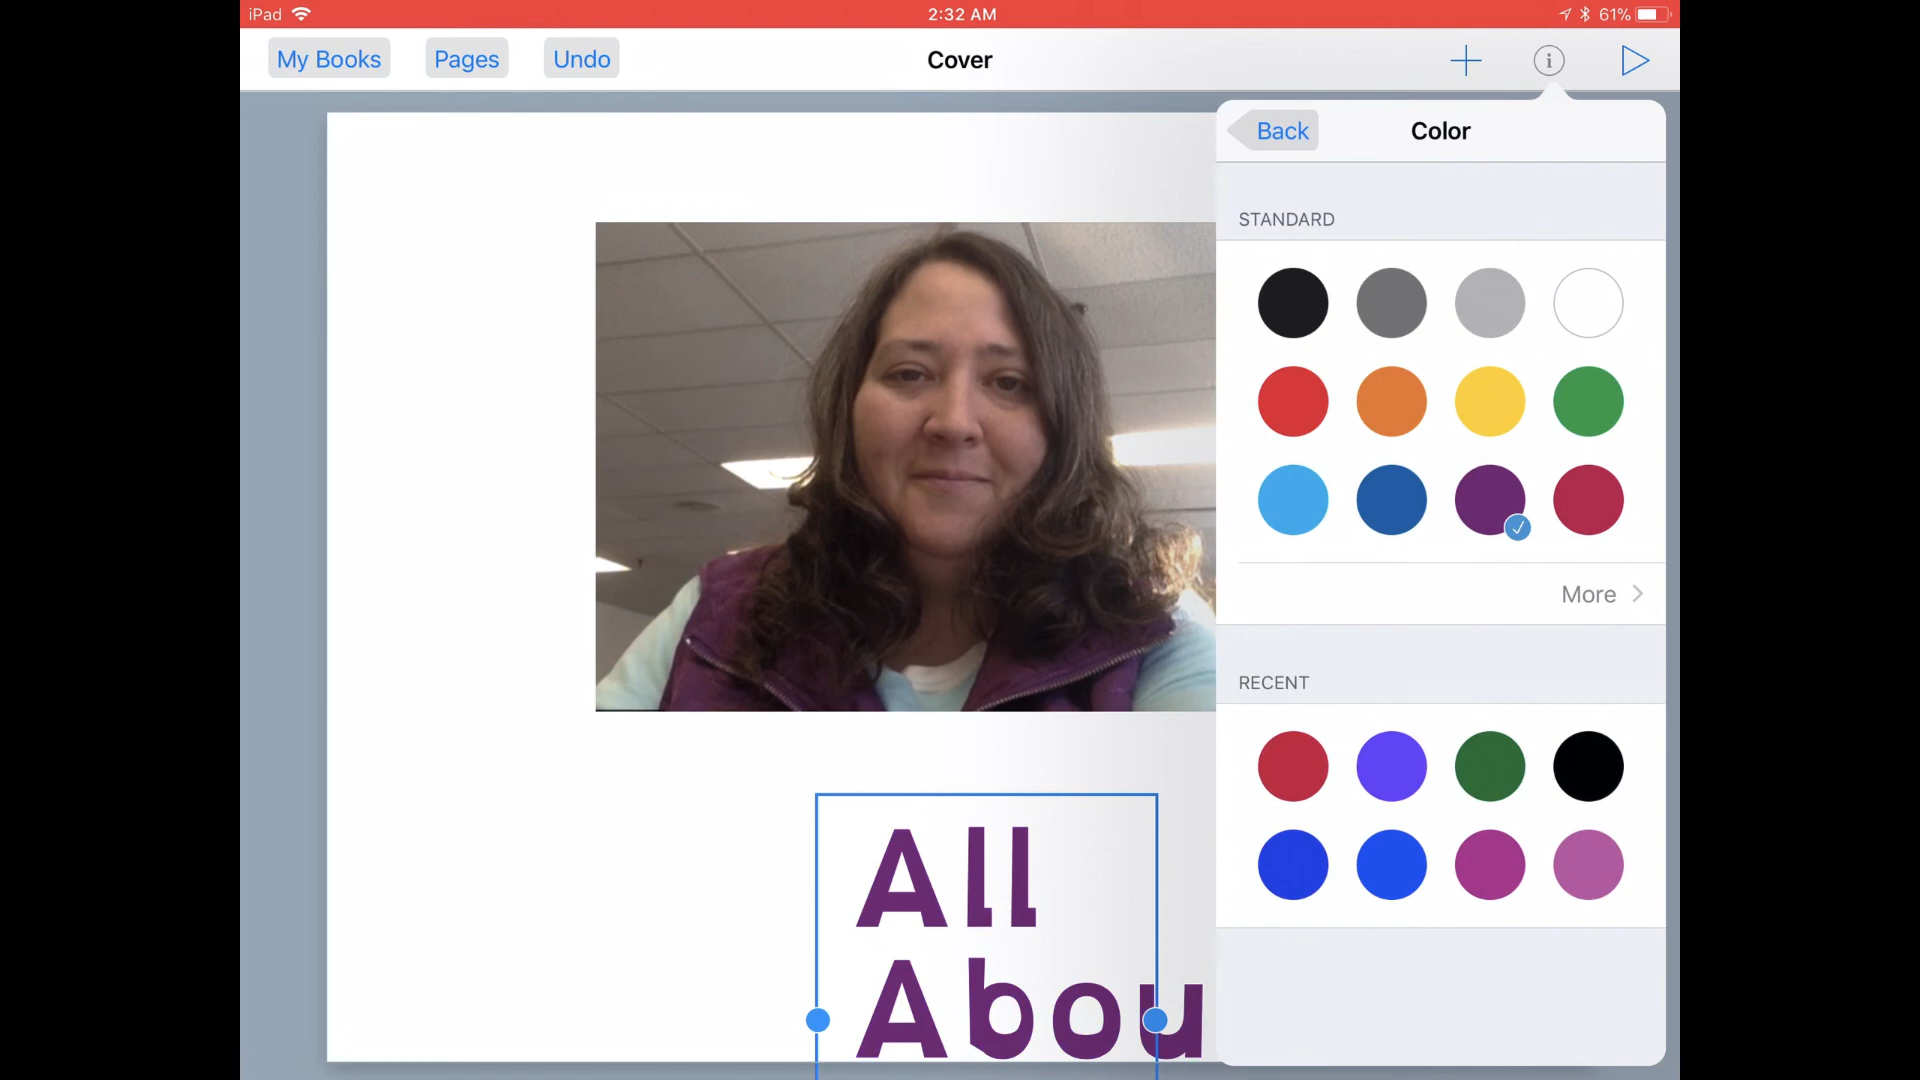 iPad 2:32 AM 61%
My Books Pages Undo Cover
Back Color
STANDARD
More
RECENT
All
Abou